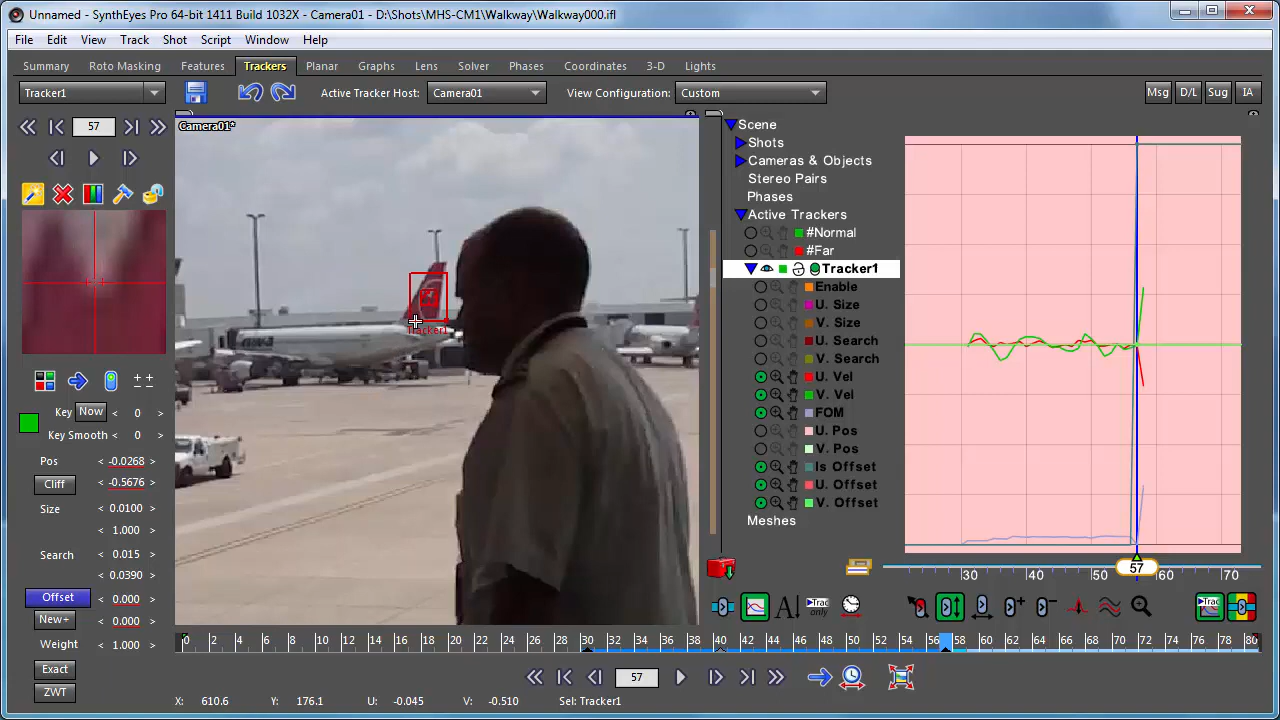 Unnamed - SynthEyes Pro 64-bit 1411 Build 1032X - Camera01 - D:\Shots\MHS-CM1\Walkway\Walkway000.ifl
File Edit View Track Shot Script Window Help
Summary Roto Masking Features Trackers Planar Graphs Lens Solver Phases Coordinates 3-D Lights
Tracker1 Active Tracker Host: Camera01 View Configuration: Custom Msg D/L Sug IA
57
Camera01*
Tracker1
Key Now < 0 >
Key Smooth < 0 >
Pos < -0.0268 >
Cliff < -0.5676 >
Size < 0.0100 >
< 1.000 >
Search < 0.015 >
< 0.0390 >
Offset < 0.000 >
New+ < 0.000 >
Weight < 1.000 >
Exact
ZWT
Scene
Shots
Cameras & Objects
Stereo Pairs
Phases
Active Trackers
#Normal
#Far
Tracker1
Enable
U. Size
V. Size
U. Search
V. Search
U. Vel
V. Vel
FOM
U. Pos
V. Pos
Is Offset
U. Offset
V. Offset
Meshes
30 40 50 57 60 70
A Trac only Trac
2 4 6 8 10 12 14 16 18 20 22 24 26 28 30 32 34 36 38 40 42 44 46 48 50 52 54 56 58 60 62 64 66 68 70 72 74 76 78 80
57
X: 610.6 Y: 176.1 U: -0.045 V: -0.510 Sel: Tracker1